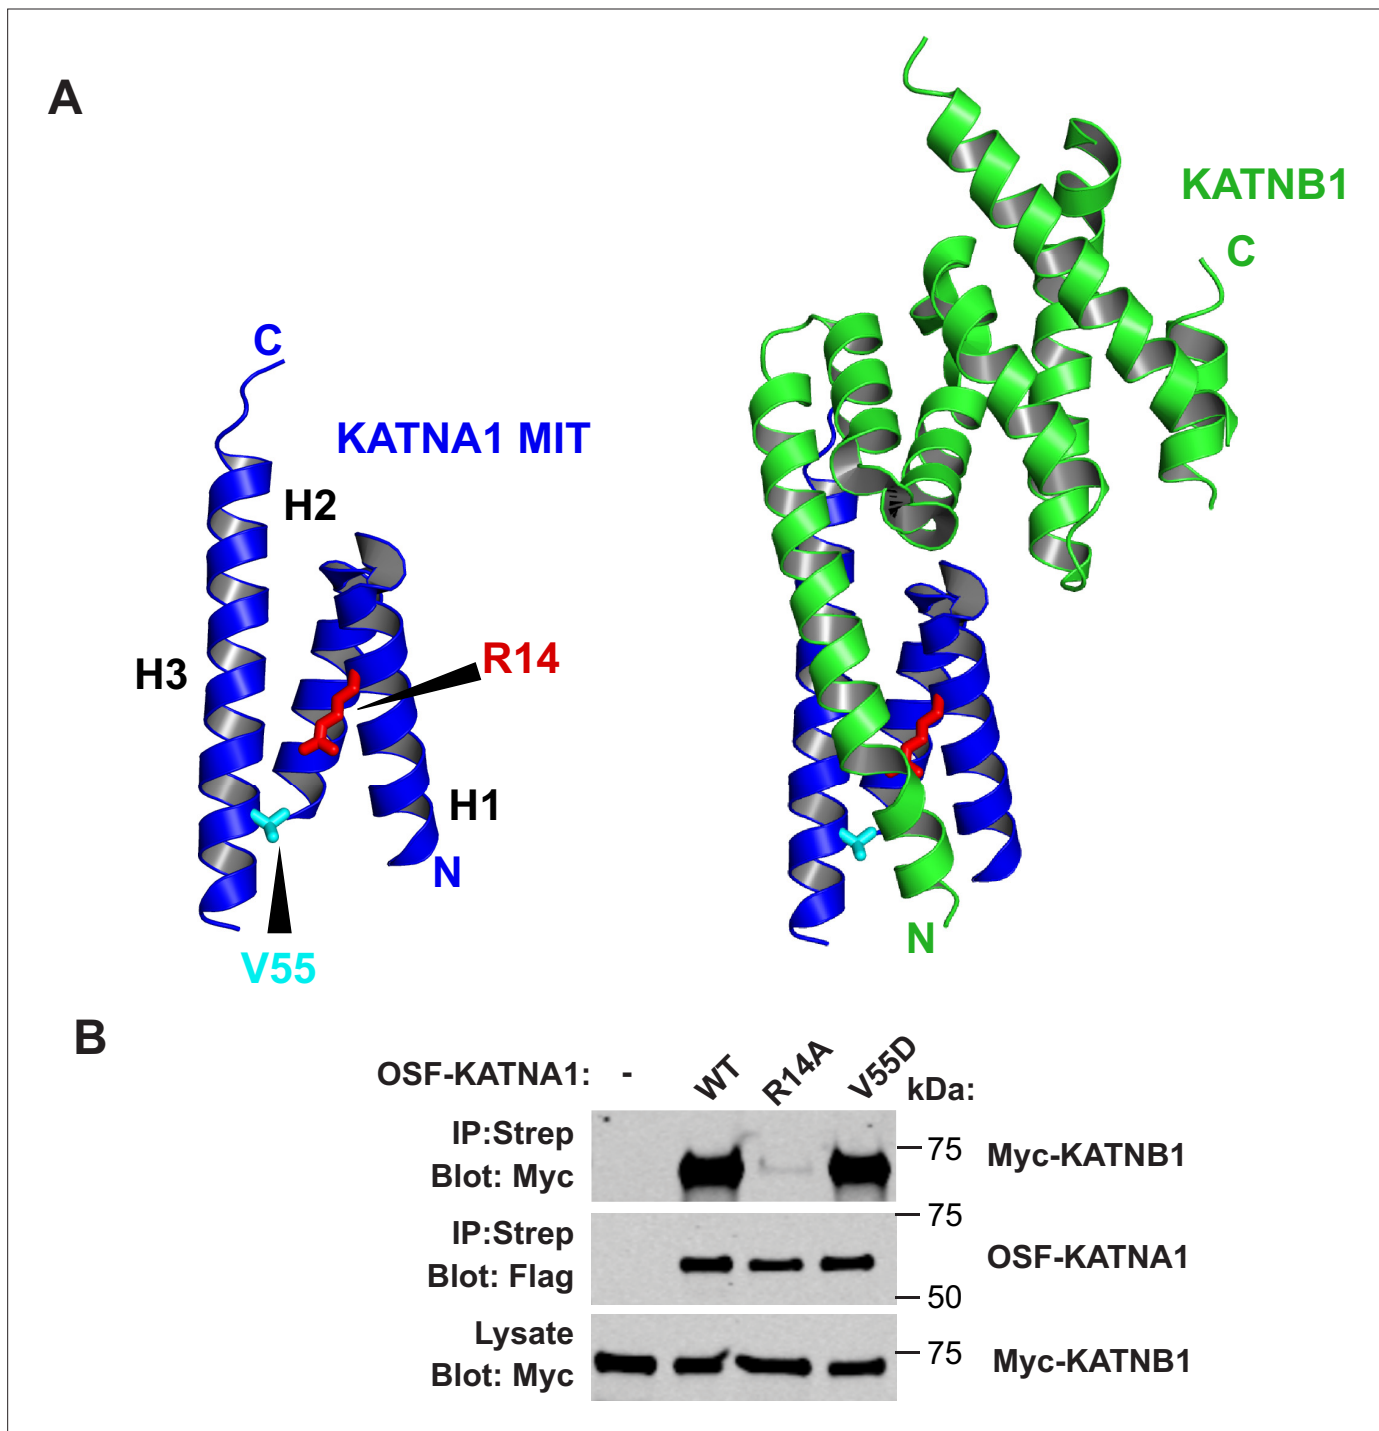 A
KATNB1
C
C
KATNA1 MIT
H2
R14
H3
H1
N
N
V55
B
OSF-KATNA1: - WT R14A V55D kDa:
IP:Strep
Blot: Myc
75
Myc-KATNB1
75
IP:Strep
Blot: Flag
OSF-KATNA1
50
Lysate
Blot: Myc
75
Myc-KATNB1